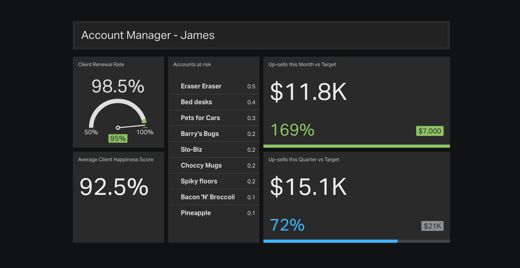 Account Manager - James
Client Renewal Rate
98.5%
50%
100%
95%
Average Client Happiness Score
92.5%
Accounts at risk
Eraser Eraser 0.5
Bed desks 0.4
Pets for Cars 0.3
Barry's Bugs 0.2
Slo-Biz 0.2
Choccy Mugs 0.2
Spiky floors 0.2
Bacon 'N' Broccoli 0.1
Pineapple 0.1
Up-sells this Month vs Target
$11.8K
169% $7,000
Up-sells this Quarter vs Target
$15.1K
72% $21K